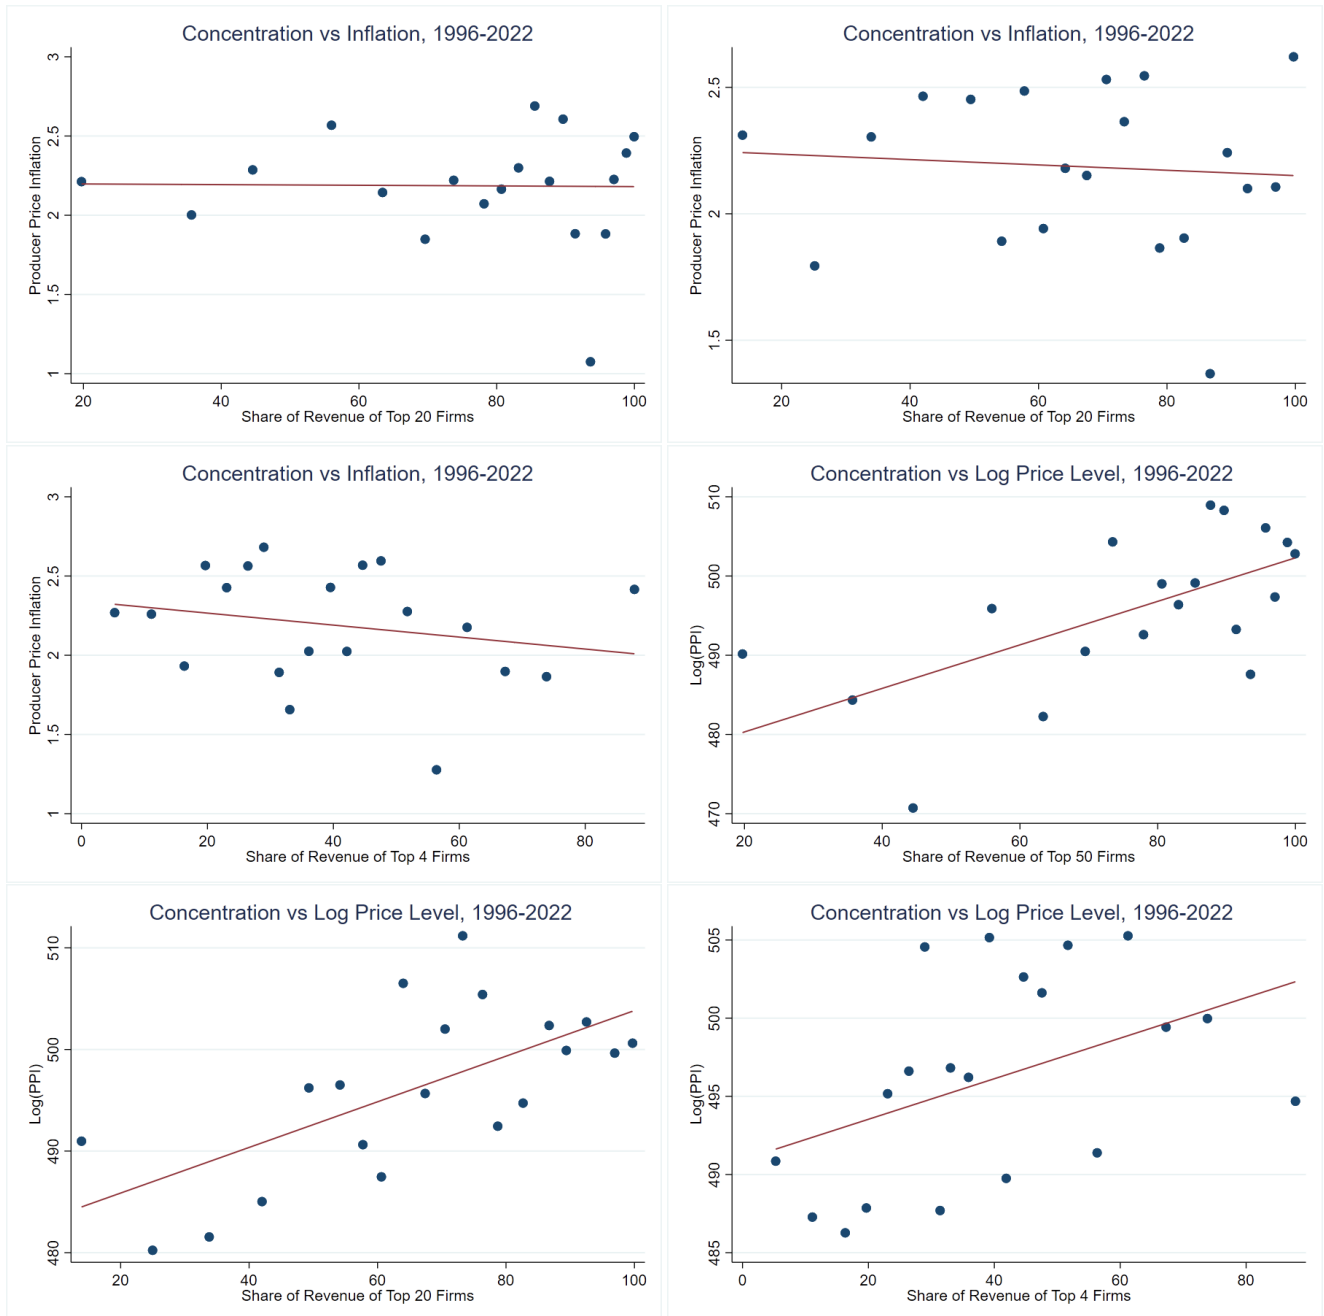 Concentration vs Inflation, 1996-2022
3
2.5
2
1.5
1
Producer Price Inflation
20 40 60 80 100
Share of Revenue of Top 20 Firms
Concentration vs Inflation, 1996-2022
2.5
2
1.5
Producer Price Inflation
20 40 60 80 100
Share of Revenue of Top 20 Firms
Concentration vs Inflation, 1996-2022
3
2.5
2
1.5
1
Producer Price Inflation
0 20 40 60 80
Share of Revenue of Top 4 Firms
Concentration vs Log Price Level, 1996-2022
510
500
490
480
470
Log(PPI)
20 40 60 80 100
Share of Revenue of Top 50 Firms
Concentration vs Log Price Level, 1996-2022
510
500
490
480
Log(PPI)
20 40 60 80 100
Share of Revenue of Top 20 Firms
Concentration vs Log Price Level, 1996-2022
505
500
495
490
485
Log(PPI)
0 20 40 60 80
Share of Revenue of Top 4 Firms